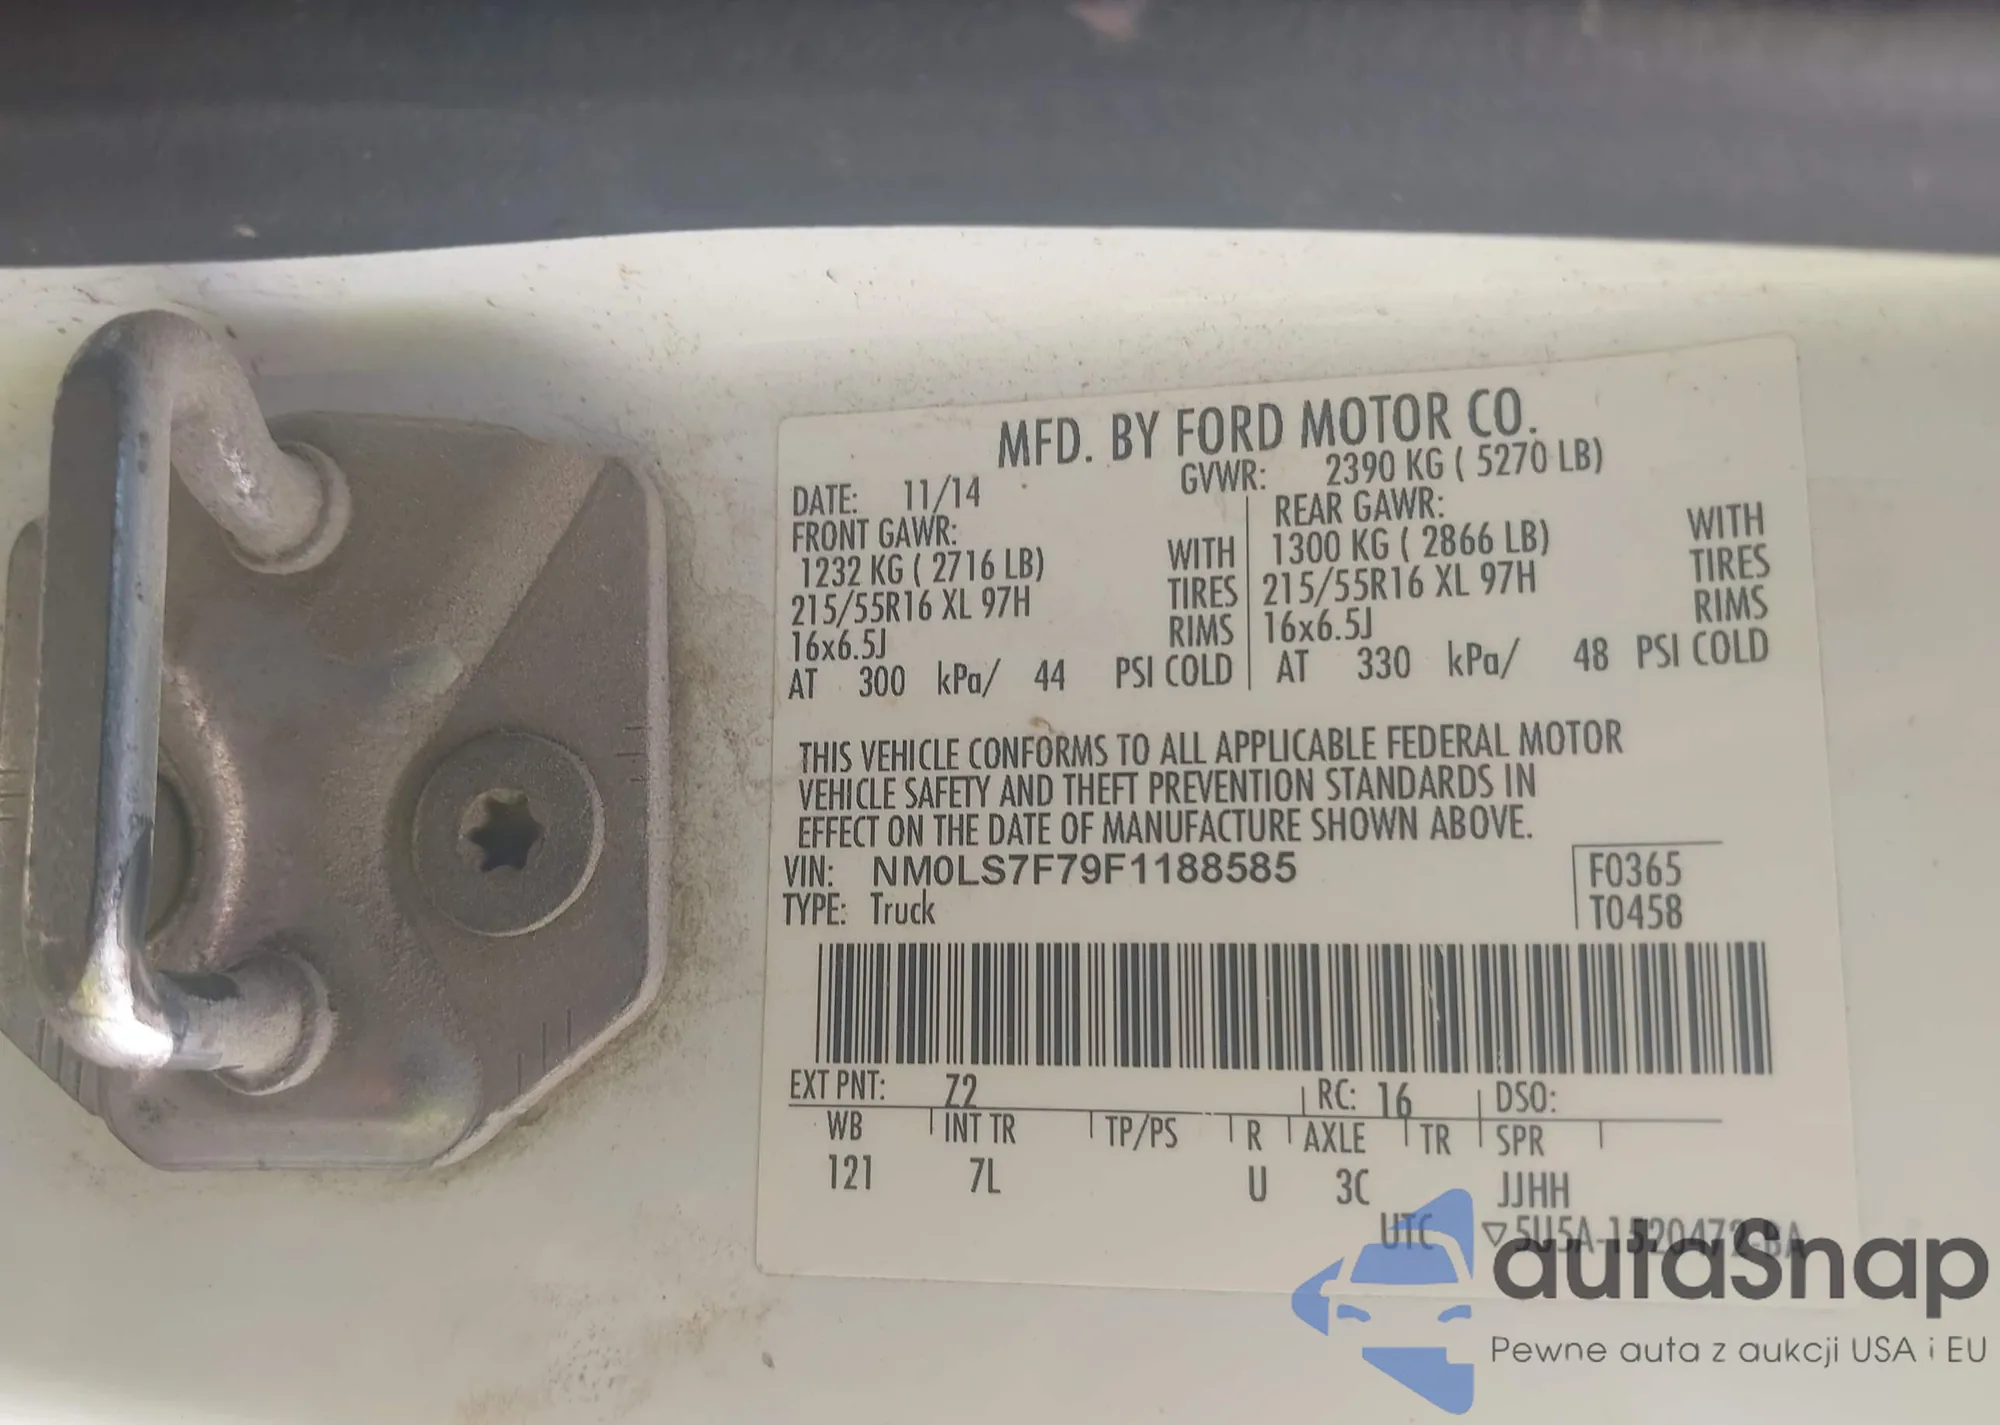 MFD. BY FORD MOTOR CO.
DATE: 11/14 GVWR: 2390 KG ( 5270 LB)
FRONT GAWR: REAR GAWR:
1232 KG ( 2716 LB) WITH 1300 KG ( 2866 LB) WITH
215/55R16 XL 97H TIRES 215/55R16 XL 97H TIRES
16x6.5J RIMS 16x6.5J RIMS
AT 300 kPa/ 44 PSI COLD AT 330 kPa/ 48 PSI COLD
THIS VEHICLE CONFORMS TO ALL APPLICABLE FEDERAL MOTOR
VEHICLE SAFETY AND THEFT PREVENTION STANDARDS IN
EFFECT ON THE DATE OF MANUFACTURE SHOWN ABOVE.
VIN: NM0LS7F79F1188585 F0365
TYPE: Truck T0458
EXT PNT: Z2 RC: 16 DSO:
WB INT TR TP/PS R AXLE TR SPR
121 7L U 3C JJHH
UTC ▽5U5A-1520472-BA
autaSnap
Pewne auta z aukcji USA i EU